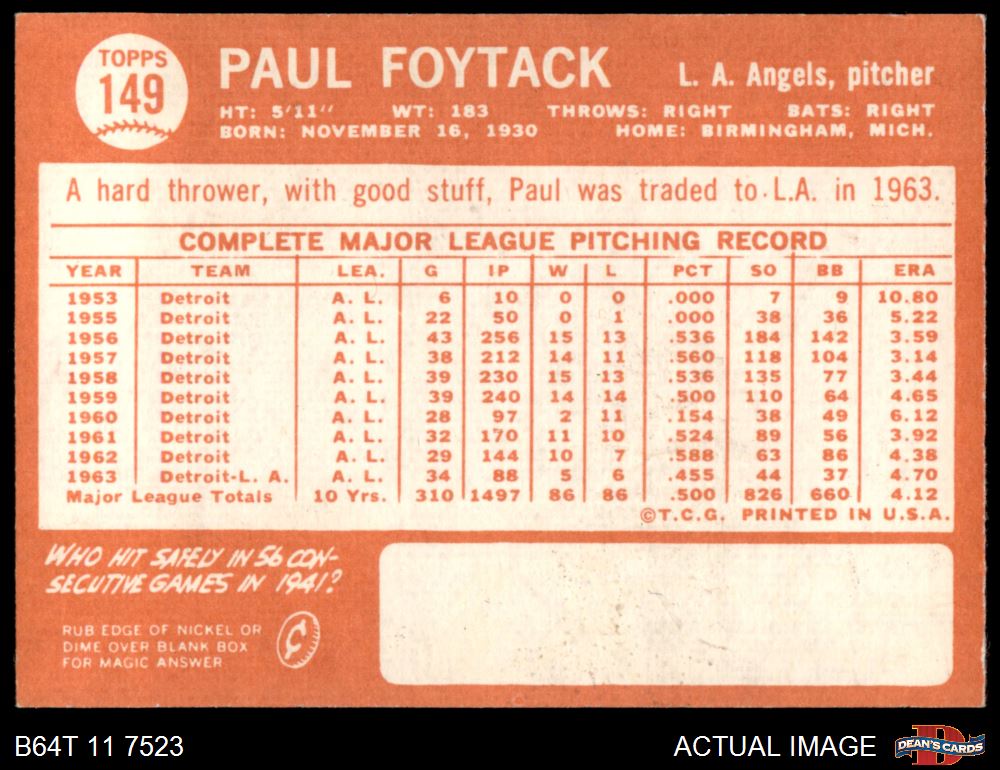 TOPPS
149
PAUL FOYTACK
L. A. Angels, pitcher
HT: 5'11" WT: 183 THROWS: RIGHT BATS: RIGHT
BORN: NOVEMBER 16, 1930 HOME: BIRMINGHAM, MICH.
A hard thrower, with good stuff, Paul was traded to L.A. in 1963.
COMPLETE MAJOR LEAGUE PITCHING RECORD
YEAR TEAM LEA. G IP W L PCT SO BB ERA
1953 Detroit A. L. 6 10 0 0 .000 7 9 10.80
1955 Detroit A. L. 22 50 0 1 .000 38 36 5.22
1956 Detroit A. L. 43 256 15 13 .536 184 142 3.59
1957 Detroit A. L. 38 212 14 11 .560 118 104 3.14
1958 Detroit A. L. 39 230 15 13 .536 135 77 3.44
1959 Detroit A. L. 39 240 14 14 .500 110 64 4.65
1960 Detroit A. L. 28 97 2 11 .154 38 49 6.12
1961 Detroit A. L. 32 170 11 10 .524 89 56 3.92
1962 Detroit A. L. 29 144 10 7 .588 63 86 4.38
1963 Detroit-L. A. A. L. 34 88 5 6 .455 44 37 4.70
Major League Totals 10 Yrs. 310 1497 86 86 .500 826 660 4.12
©T.C.G. PRINTED IN U.S.A.
WHO HIT SAFELY IN 56 CON-
SECUTIVE GAMES IN 1941?
RUB EDGE OF NICKEL OR
DIME OVER BLANK BOX
FOR MAGIC ANSWER
¢
B64T 11 7523
ACTUAL IMAGE
D
DEAN'S CARDS